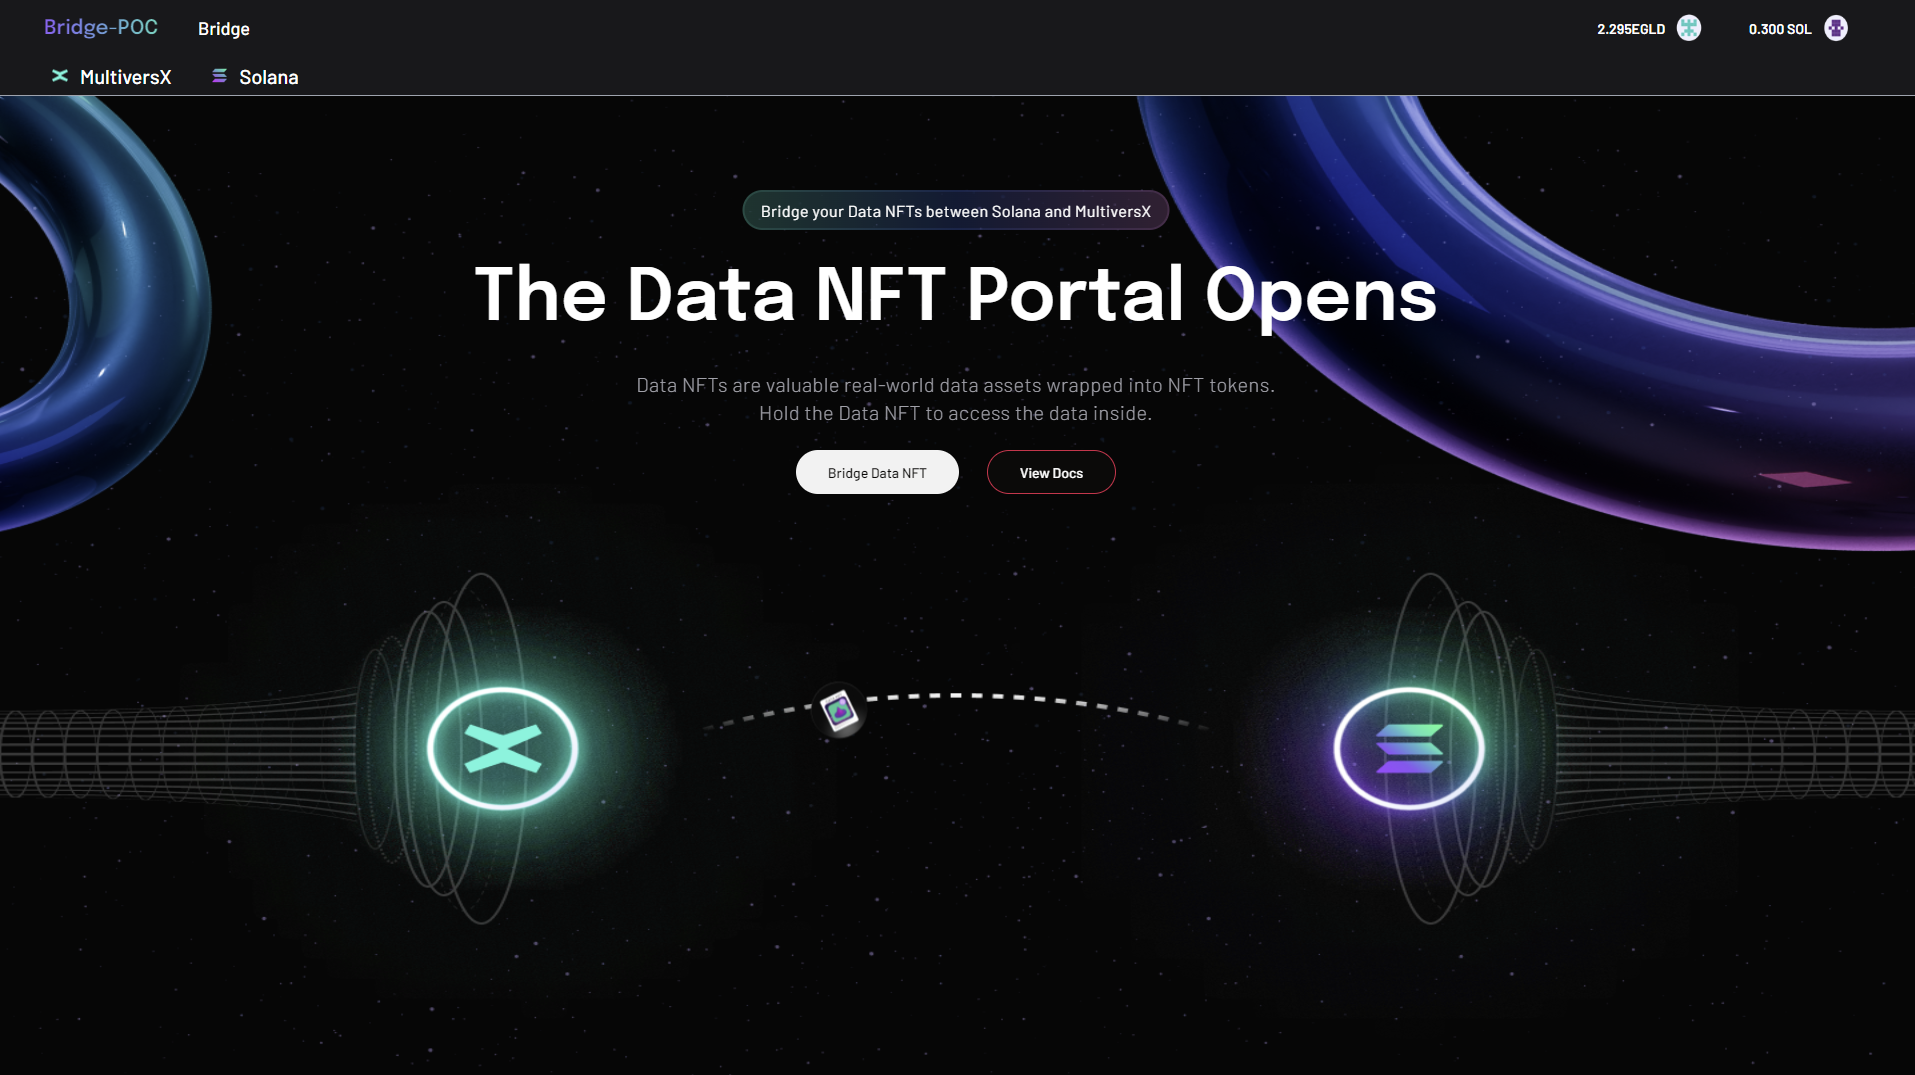 Bridge-POC
Bridge
2.295EGLD
0.300 SOL
MultiversX
Solana
Bridge your Data NFTs between Solana and MultiversX
The Data NFT Portal Opens
Data NFTs are valuable real-world data assets wrapped into NFT tokens.
Hold the Data NFT to access the data inside.
Bridge Data NFT
View Docs